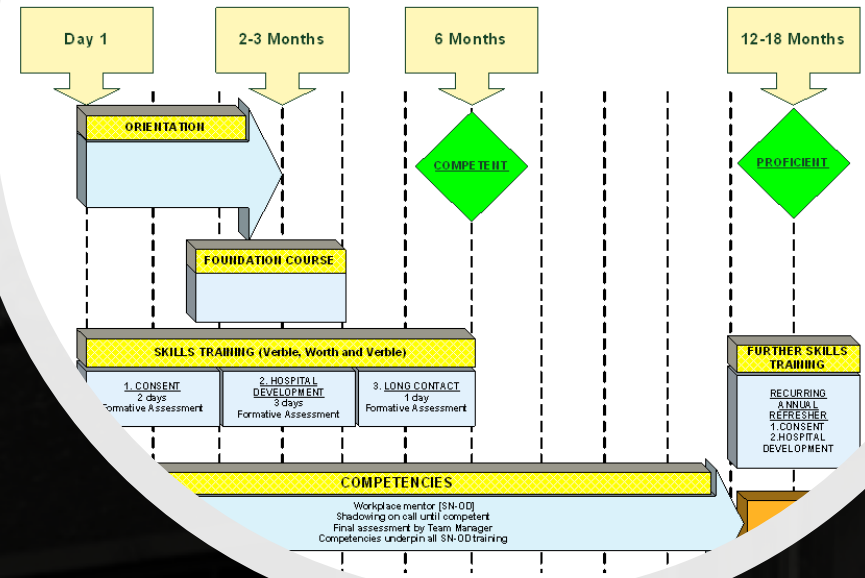 Day 1
2-3 Months
6 Months
12-18 Months
ORIENTATION
COMPETENT
PROFICIENT
FOUNDATION COURSE
SKILLS TRAINING (Verble, Worth and Verble)
1. CONSENT
2 days
Formative Assessment
2. HOSPITAL
DEVELOPMENT
3 days
Formative Assessment
3. LONG CONTACT
1 day
Formative Assessment
FURTHER SKILLS
TRAINING
RECURRING
ANNUAL
REFRESHER
1.CONSENT
2.HOSPITAL
DEVELOPMENT
COMPETENCIES
Workplace mentor [SN-OD]
Shadowing on call until competent
Final assessment by Team Manager
Competencies underpin all SN-OD training